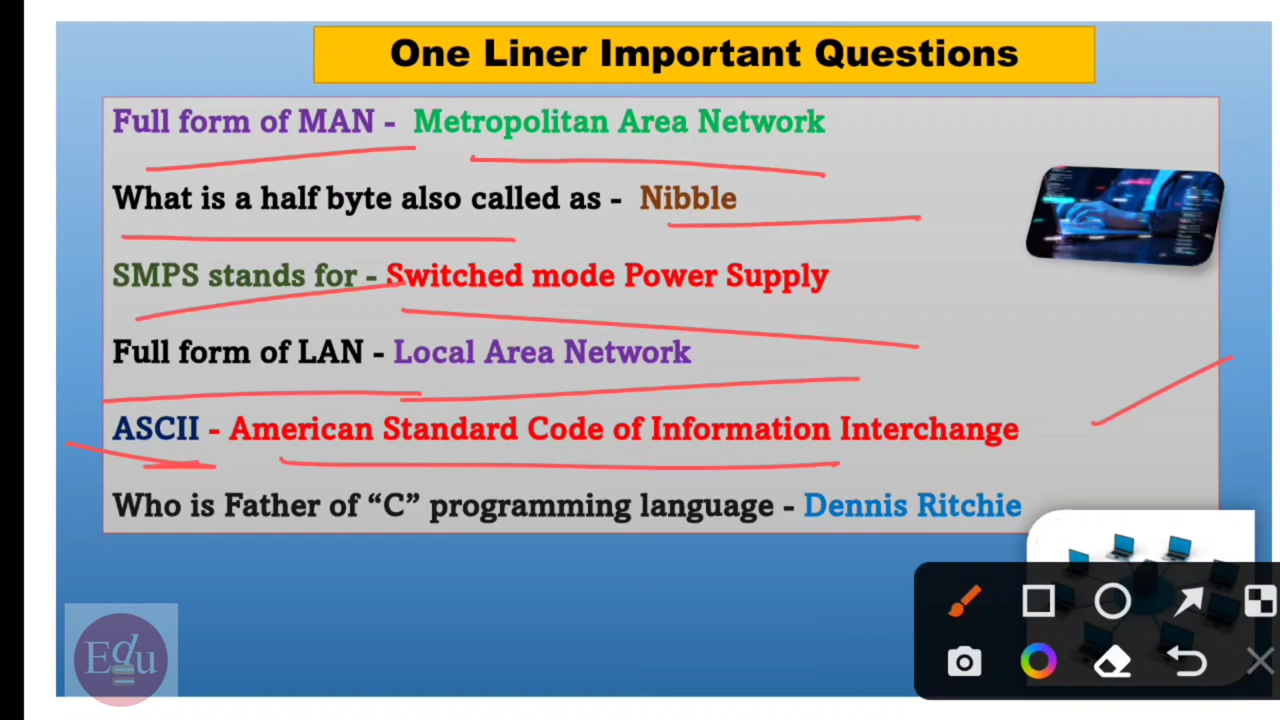 One Liner Important Questions
Full form of MAN - Metropolitan Area Network
What is a half byte also called as - Nibble
SMPS stands for - Switched mode Power Supply
Full form of LAN - Local Area Network
ASCII - American Standard Code of Information Interchange
Who is Father of “C” programming language - Dennis Ritchie
Edu